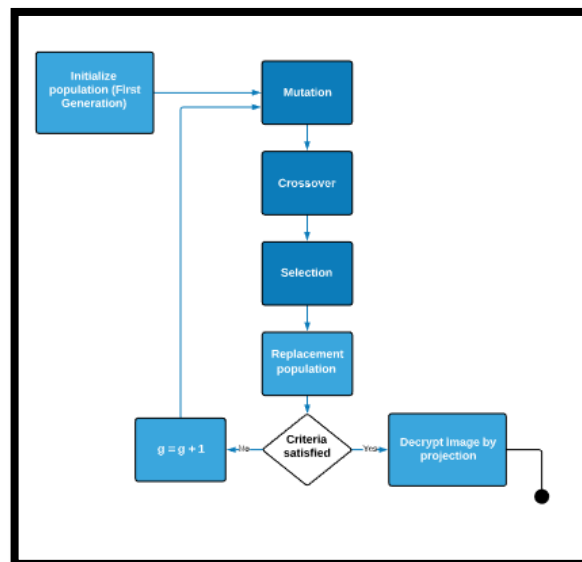 Initialize
population (First
Generation)
Mutation
Crossover
Selection
Replacement
population
Criteria
satisfied
No
g = g + 1
Yes
Decrypt Image by
projection